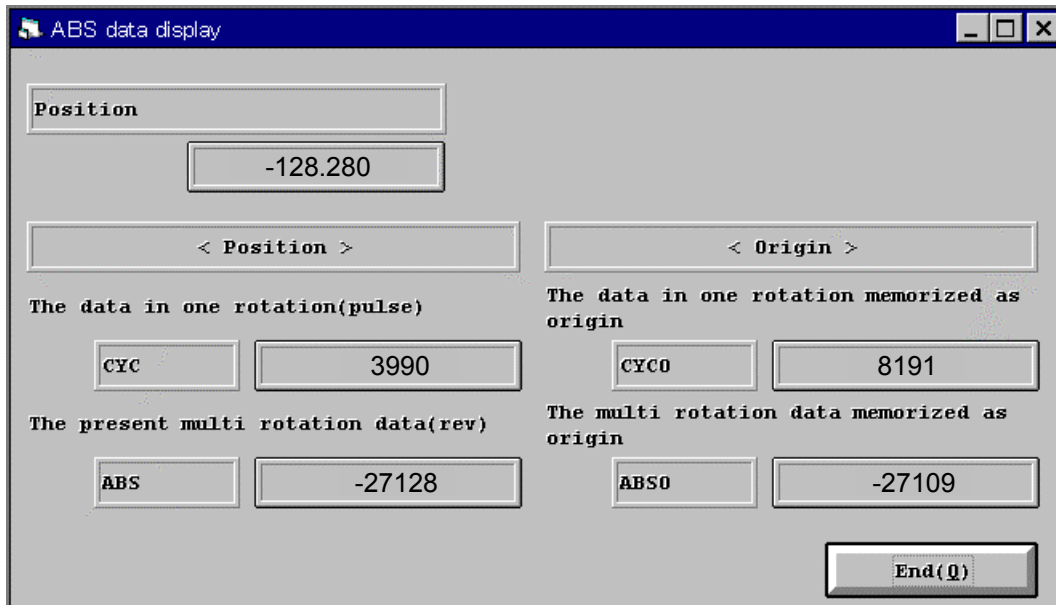 ABS data display
Position
-128.280
< Position >
< Origin >
The data in one rotation(pulse)
The data in one rotation memorized as
origin
CYC
3990
CYC0
8191
The present multi rotation data(rev)
The multi rotation data memorized as
origin
ABS
-27128
ABS0
-27109
End(Q)